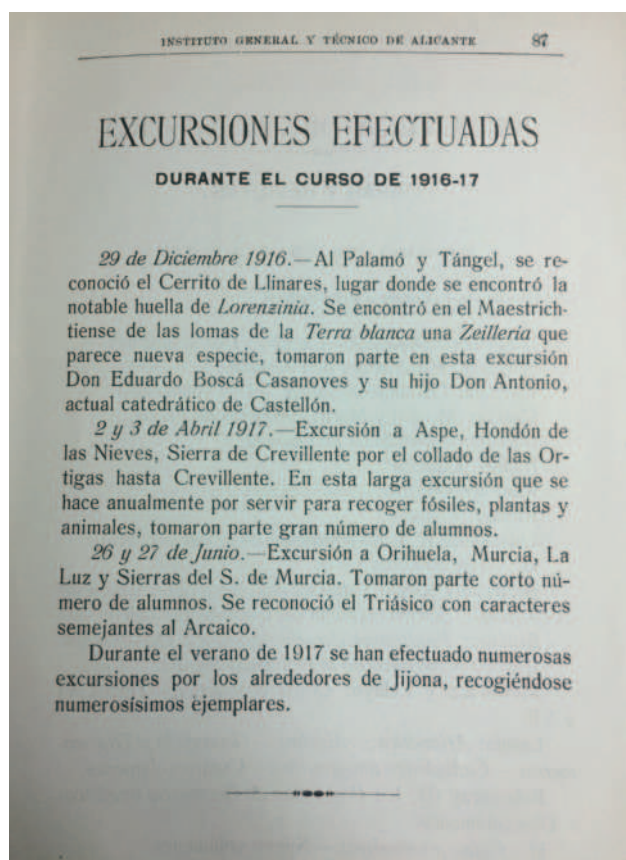 INSTITUTO GENERAL Y TÉCNICO DE ALICANTE 87
EXCURSIONES EFECTUADAS
DURANTE EL CURSO DE 1916-17
29 de Diciembre 1916.—Al Palamó y Tángel, se re-
conoció el Cerrito de Llinares, lugar donde se encontró la
notable huella de Lorenzinia. Se encontró en el Maestrich-
tiense de las lomas de la Terra blanca una Zeilleria que
parece nueva especie, tomaron parte en esta excursión
Don Eduardo Boscá Casanoves y su hijo Don Antonio,
actual catedrático de Castellón.
2 y 3 de Abril 1917.—Excursión a Aspe, Hondón de
las Nieves, Sierra de Crevillente por el collado de las Or-
tigas hasta Crevillente. En esta larga excursión que se
hace anualmente por servir para recoger fósiles, plantas y
animales, tomaron parte gran número de alumnos.
26 y 27 de Junio.—Excursión a Orihuela, Murcia, La
Luz y Sierras del S. de Murcia. Tomaron parte corto nú-
mero de alumnos. Se reconoció el Triásico con caracteres
semejantes al Arcaico.
Durante el verano de 1917 se han efectuado numerosas
excursiones por los alrededores de Jijona, recogiéndose
numerosísimos ejemplares.